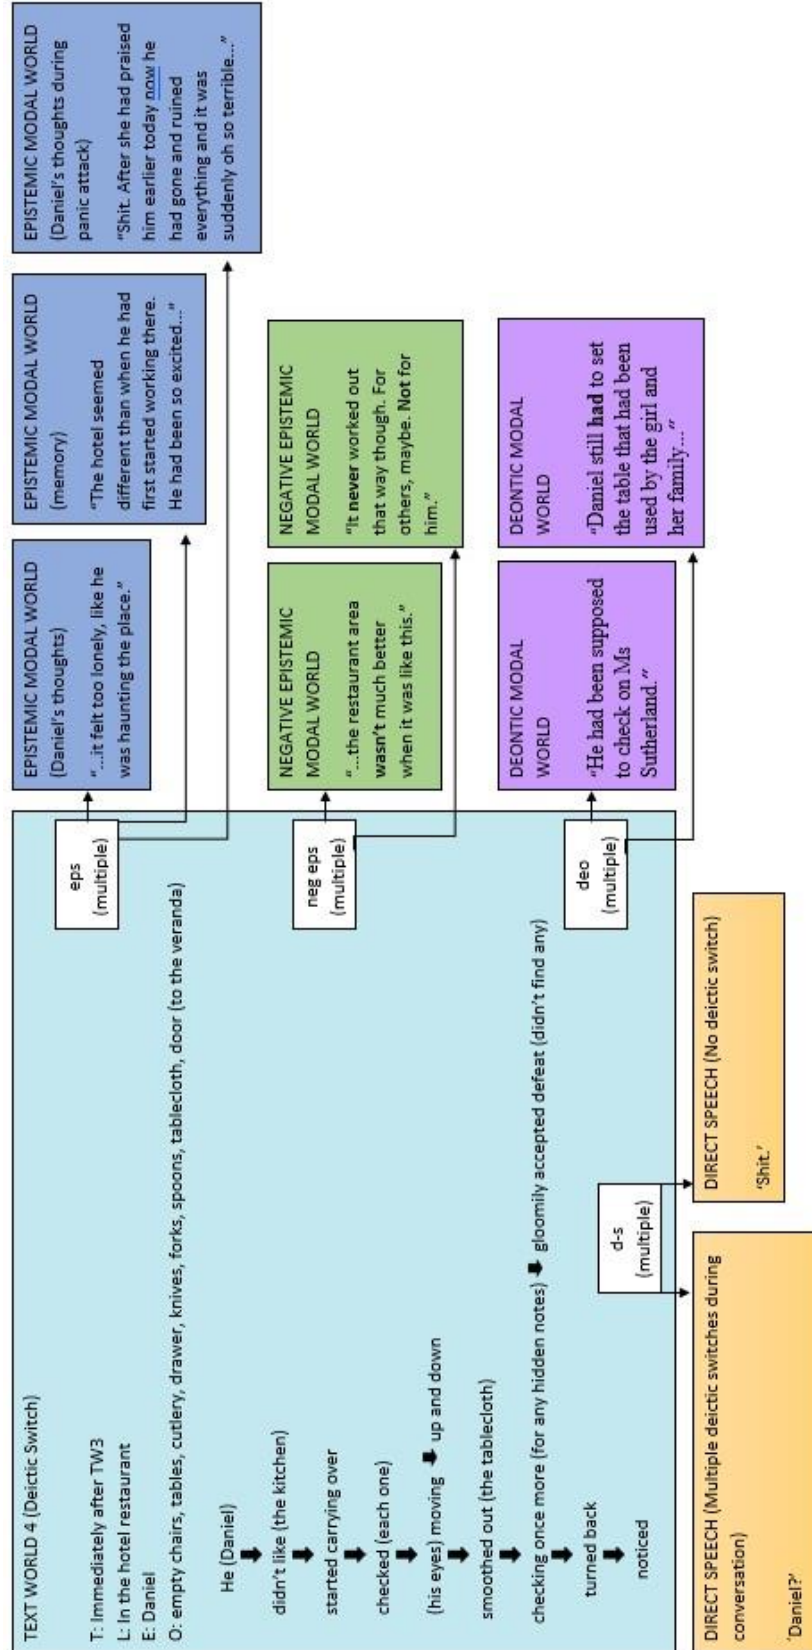 TEXT WORLD 4 (Deictic Switch)
T: Immediately after TW3
L: In the hotel restaurant
E: Daniel
O: empty chairs, tables, cutlery, drawer, knives, forks, spoons, tablecloth, door (to the veranda)
He (Daniel)
didn't like (the kitchen)
started carrying over
checked (each one)
(his eyes) moving up and down
smoothed out (the tablecloth)
checking once more (for any hidden notes) gloomily accepted defeat (didn't find any)
turned back
noticed
eps
(multiple)
neg eps
(multiple)
deo
(multiple)
d-s
(multiple)
EPISTEMIC MODAL WORLD
(Daniel's thoughts)
"...it felt too lonely, like he
was haunting the place."
EPISTEMIC MODAL WORLD
(memory)
"The hotel seemed
different than when he had
first started working there.
He had been so excited..."
EPISTEMIC MODAL WORLD
(Daniel's thoughts during
panic attack)
"Shit. After she had praised
him earlier today now he
had gone and ruined
everything and it was
suddenly oh so terrible..."
NEGATIVE EPISTEMIC
MODAL WORLD
"...the restaurant area
wasn't much better
when it was like this."
NEGATIVE EPISTEMIC
MODAL WORLD
"It never worked out
that way though. For
others, maybe. Not for
him."
DEONTIC MODAL
WORLD
"He had been supposed
to check on Ms
Sutherland."
DEONTIC MODAL
WORLD
"Daniel still had to set
the table that had been
used by the girl and
her family..."
DIRECT SPEECH (Multiple deictic switches during
conversation)
'Daniel?'
DIRECT SPEECH (No deictic switch)
'Shit.'